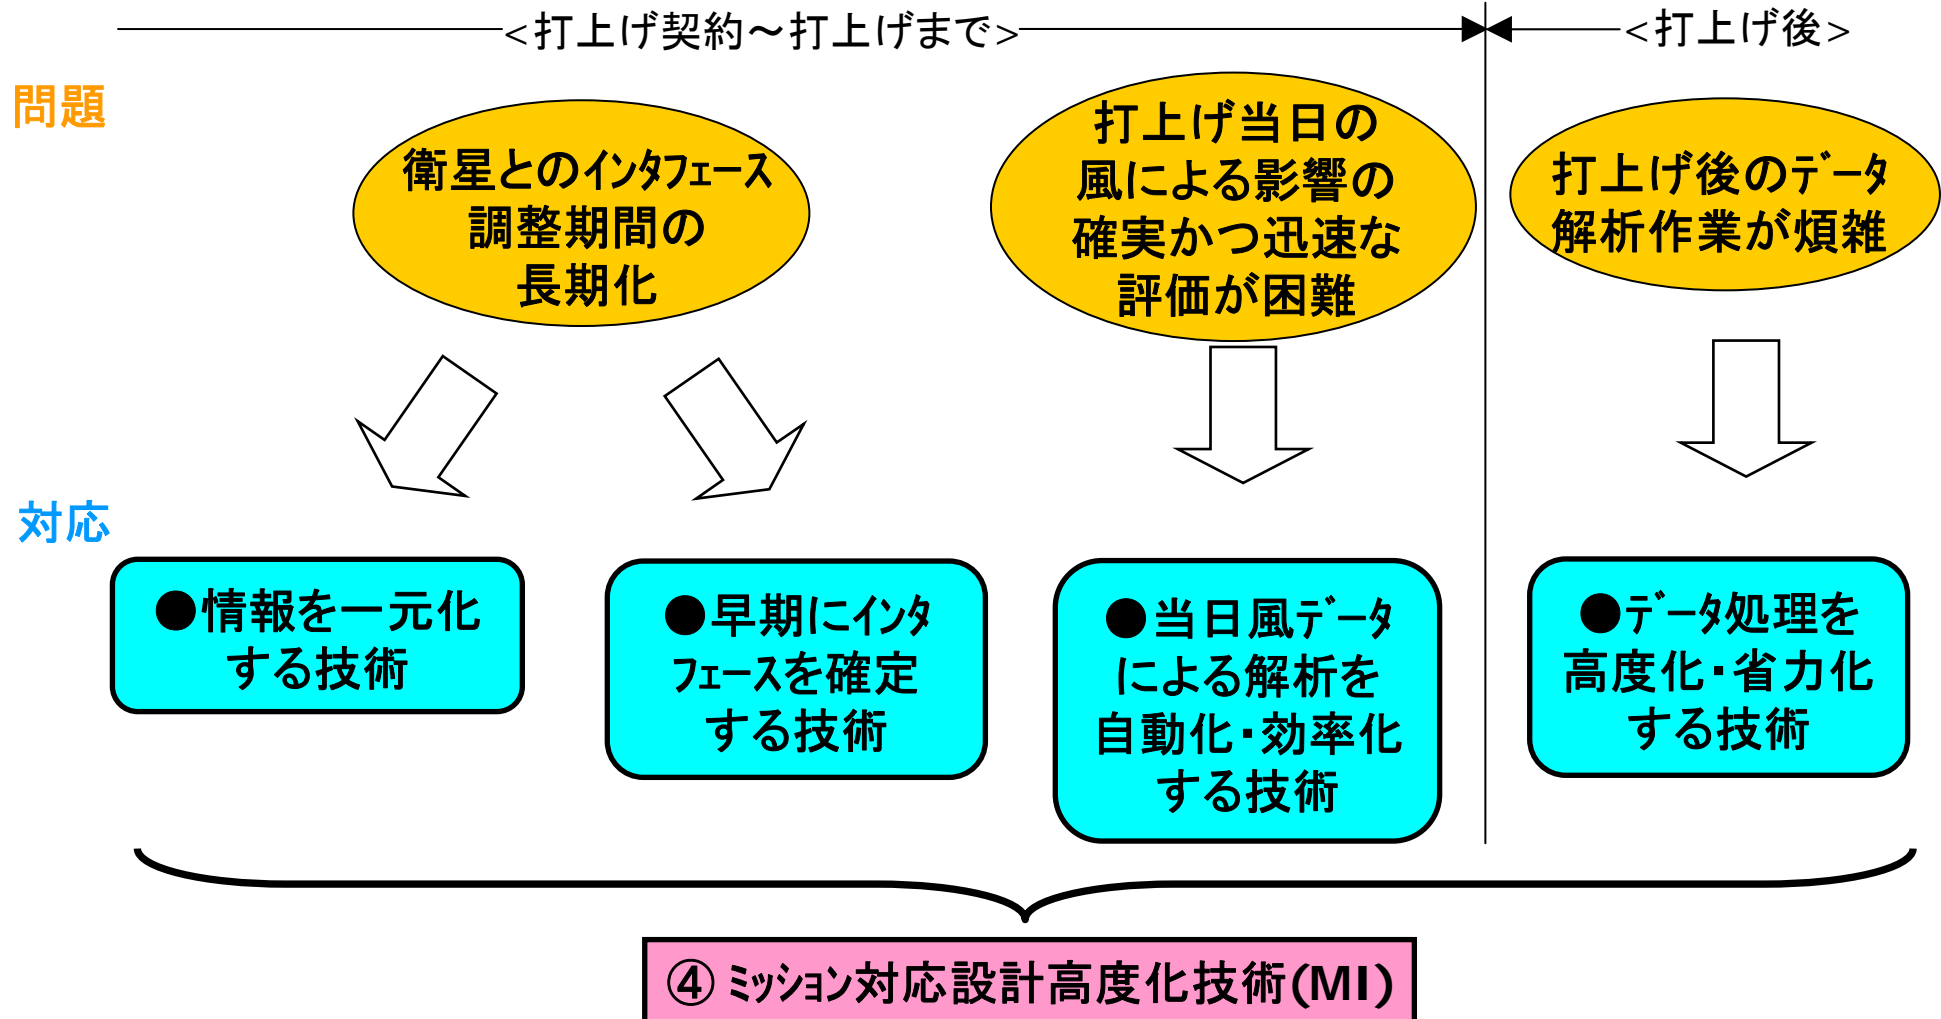 <打上げ契約～打上げまで>
<打上げ後>
問題
衛星とのｲﾝﾀﾌｪｰｽ
調整期間の
長期化
打上げ当日の
風による影響の
確実かつ迅速な
評価が困難
打上げ後のﾃﾞｰﾀ
解析作業が煩雑
対応
●情報を一元化
する技術
●早期にｲﾝﾀ
ﾌｪｰｽを確定
する技術
●当日風ﾃﾞｰﾀ
による解析を
自動化・効率化
する技術
●ﾃﾞｰﾀ処理を
高度化・省力化
する技術
④ ﾐｯｼｮﾝ対応設計高度化技術(MI)